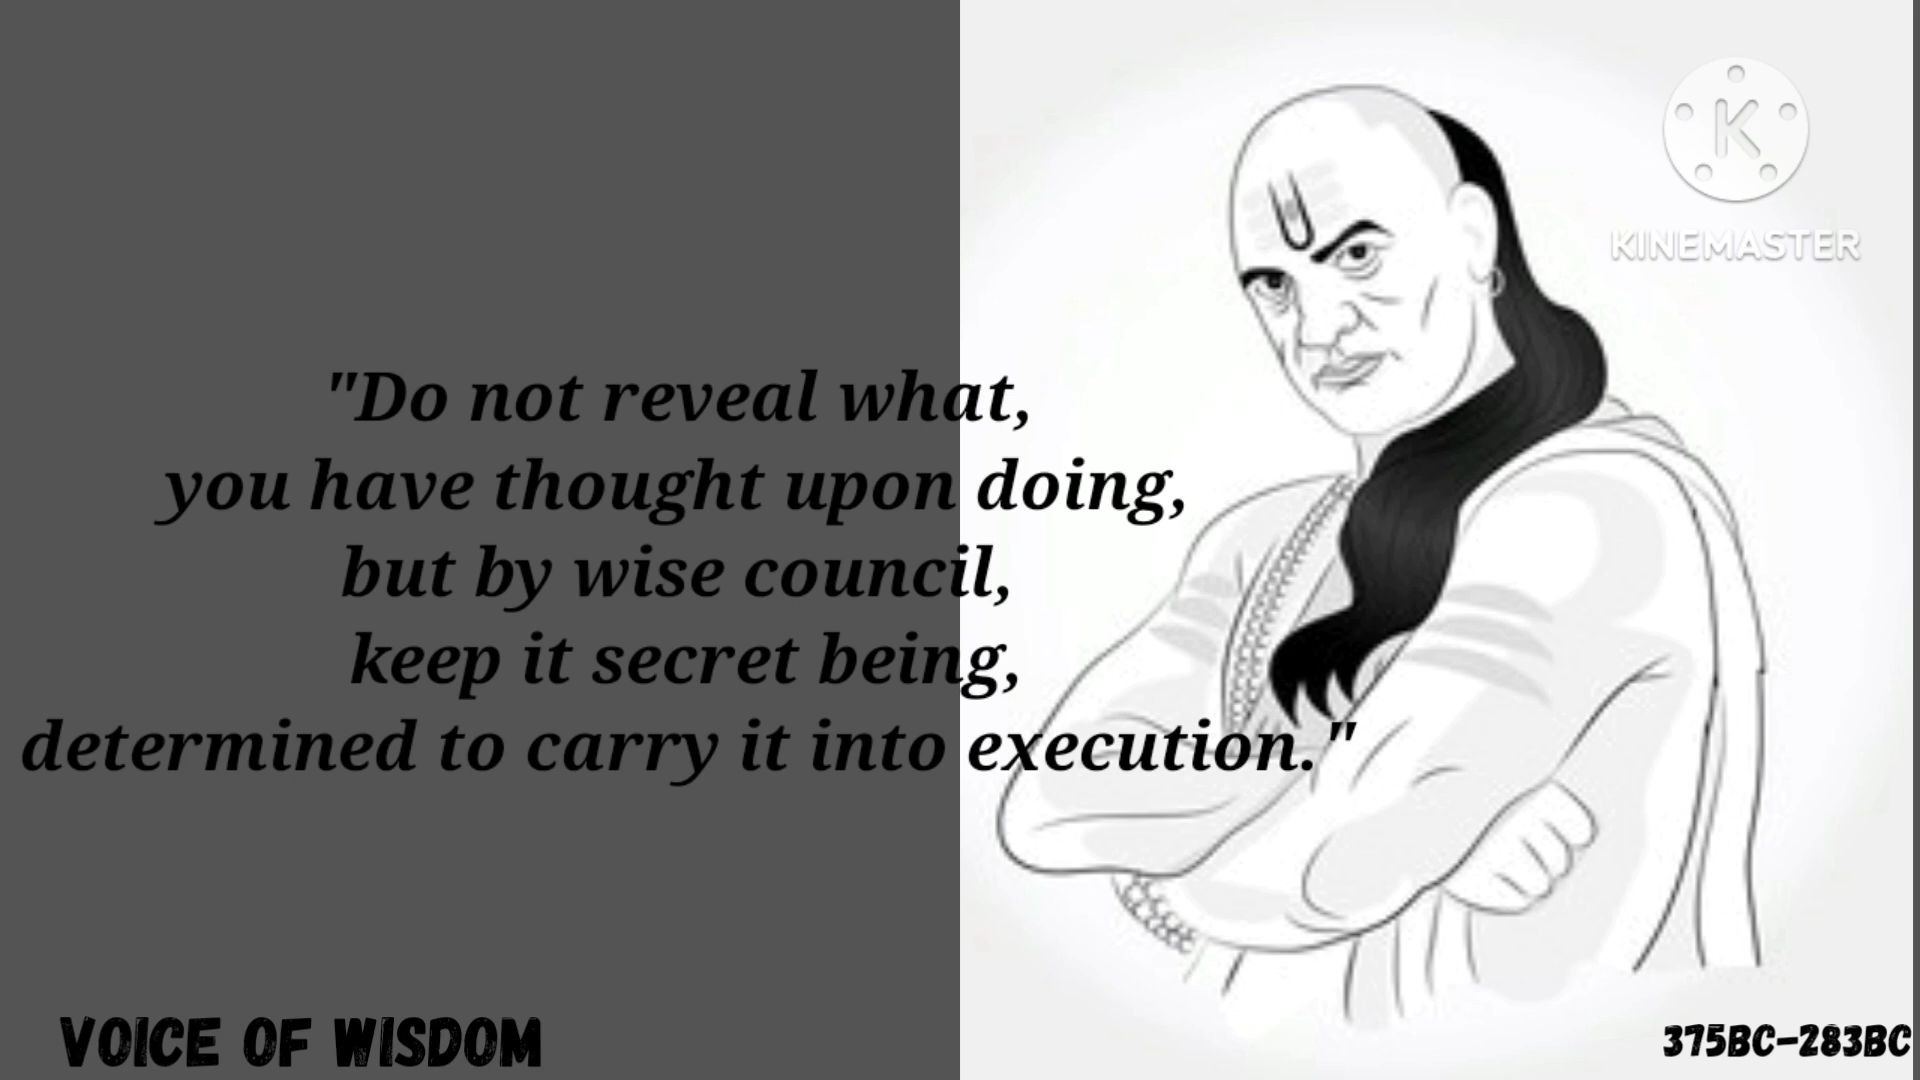 K
KINEMASTER
"Do not reveal what,
you have thought upon doing,
but by wise council,
keep it secret being,
determined to carry it into execution."
VOICE OF WISDOM
375BC-283BC